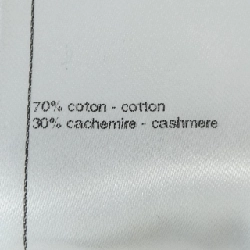 70% coton - cotton
30% cachemire - cashmere